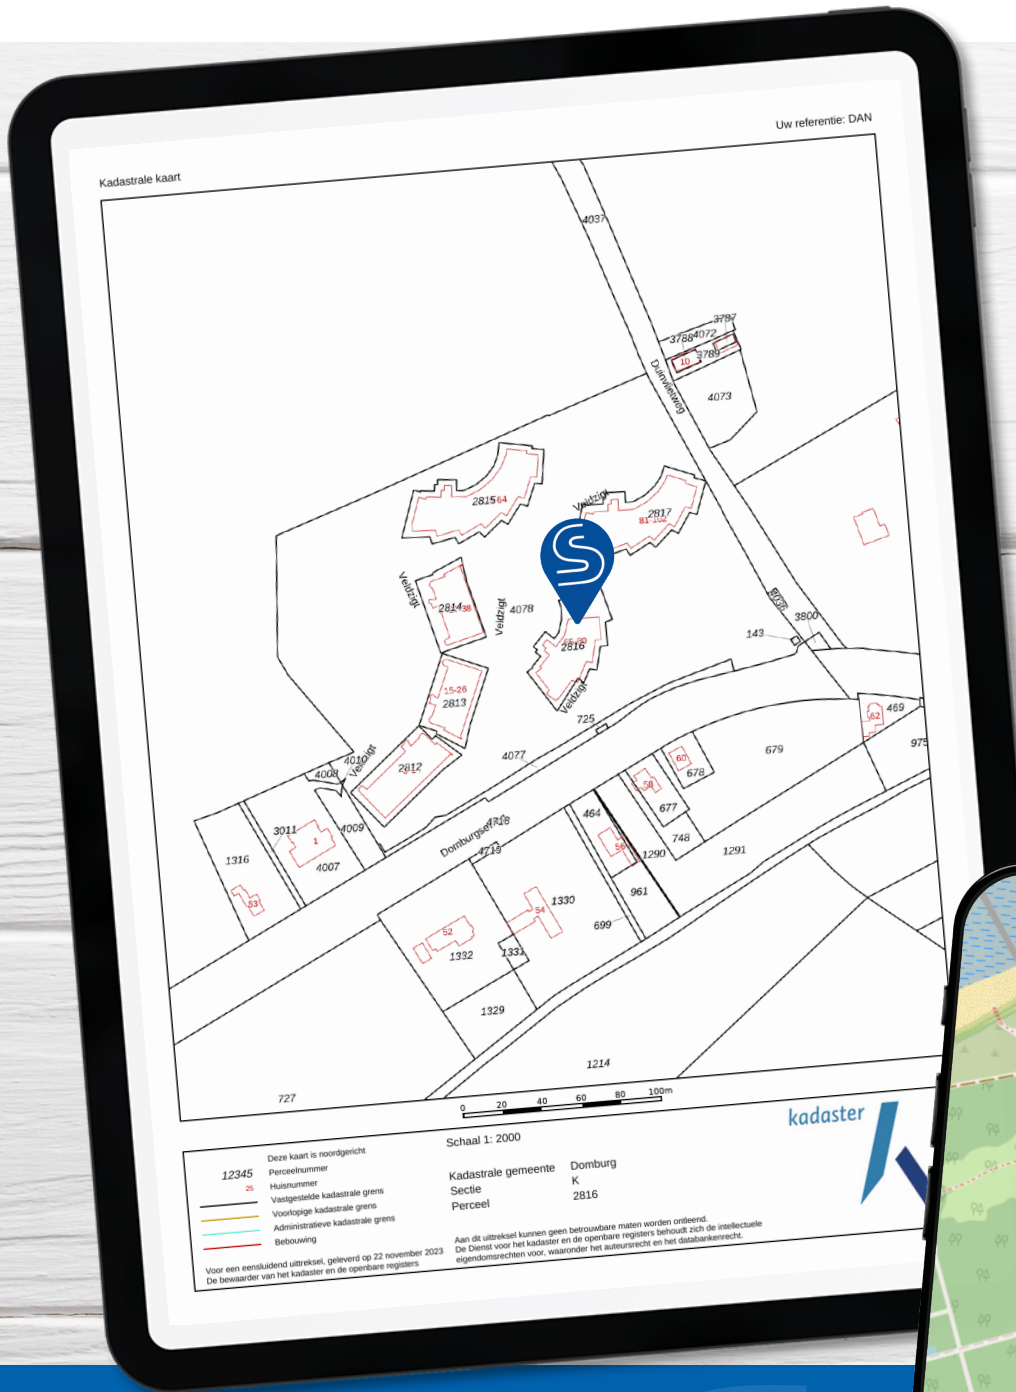 Uw referentie: DAN
Kadastrale kaart
4037
3787
3788
4072
3789
10
4073
Duinvlietweg
2815
64
Veldzigt
2817
81-102
Veldzigt
2814
38
Veldzigt
4078
2816
Veldzigt
143
3800
15-26
2813
725
62
469
975
4077
679
60
678
4010
4008
Veldzigt
2812
58
677
464
748
3011
1
4009
4007
1316
53
4719
56
1290
1291
961
699
1330
54
52
1332
1331
1329
1214
727
0 20 40 60 80 100m
Schaal 1: 2000
kadaster
Deze kaart is noordgericht
12345 Perceelnummer
25 Huisnummer
Vastgestelde kadastrale grens
Voorlopige kadastrale grens
Administratieve kadastrale grens
Bebouwing
Kadastrale gemeente Domburg
Sectie K
Perceel 2816
Voor een eensluidend uittreksel, geleverd op 22 november 2023
De bewaarder van het kadaster en de openbare registers
Aan dit uittreksel kunnen geen betrouwbare maten worden ontleend.
De Dienst voor het kadaster en de openbare registers behoudt zich de intellectuele
eigendomsrechten voor, waaronder het auteursrecht en het databankenrecht.